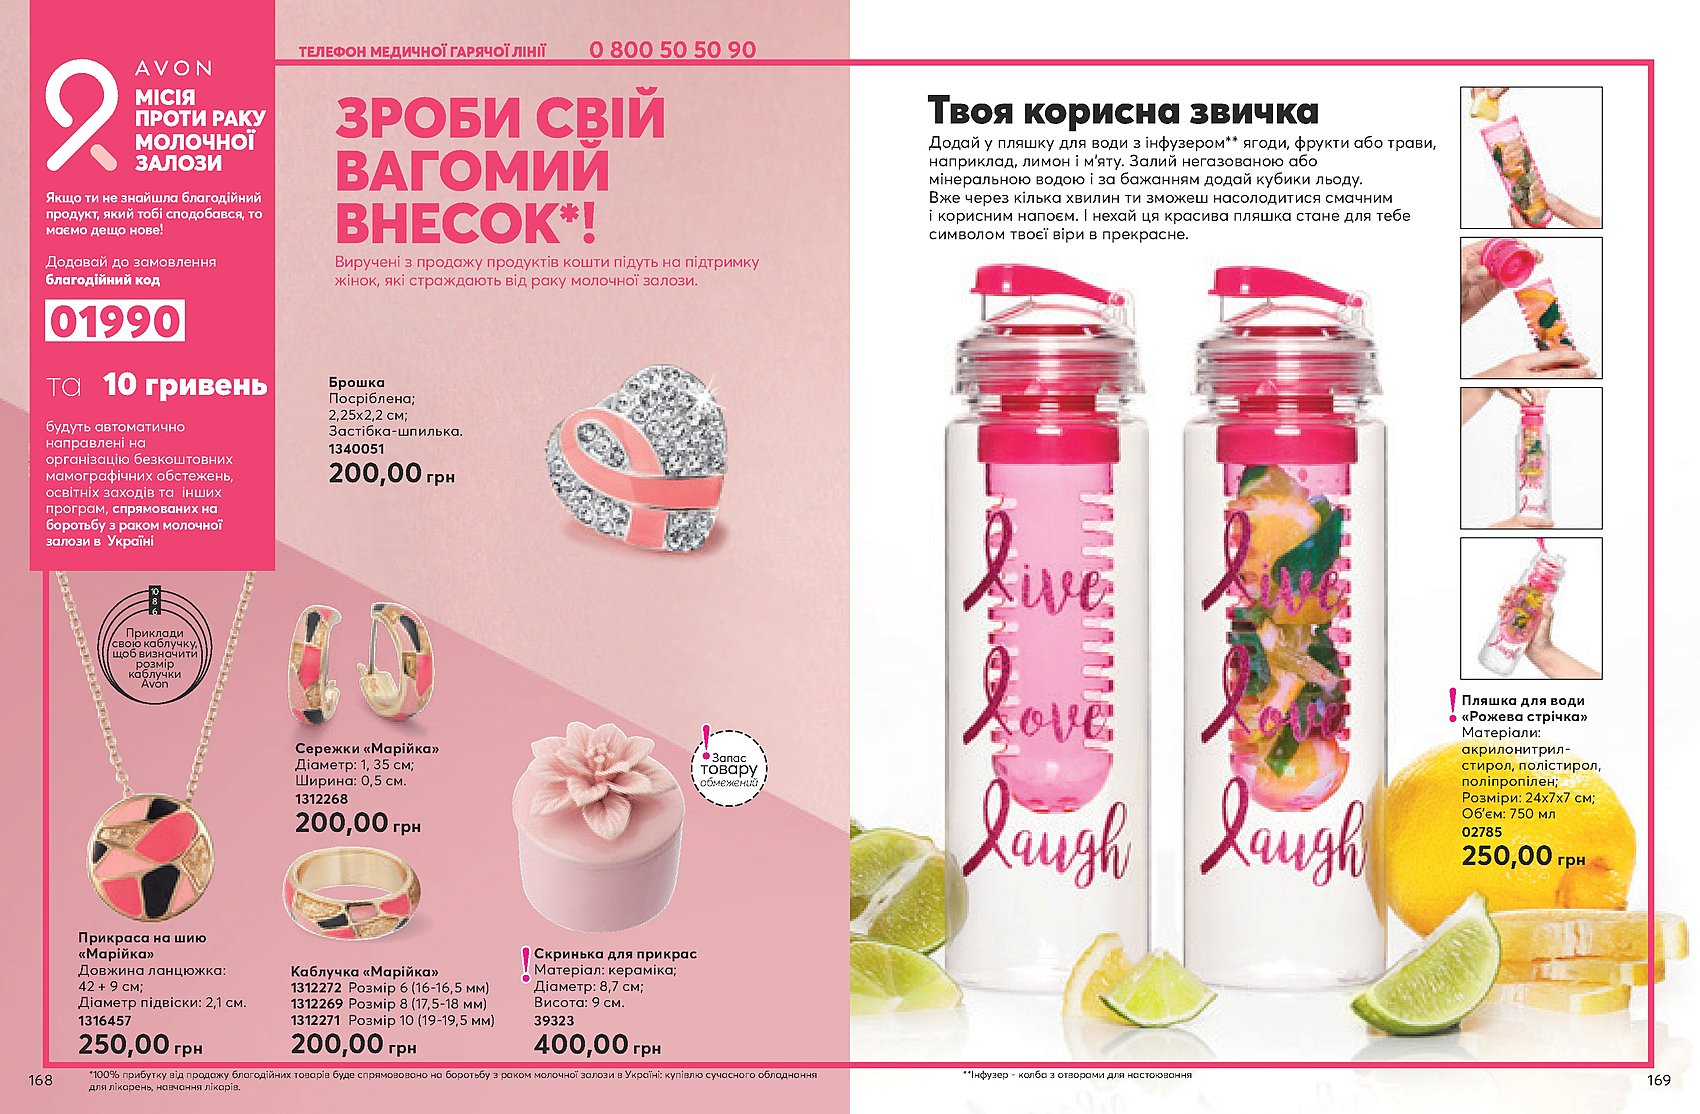 AVON
МІСІЯ
ПРОТИ РАКУ
МОЛОЧНОЇ
ЗАЛОЗИ
Якщо ти не знайшла благодійний
продукт, який тобі сподобався, то
маємо дещо нове!
Додавай до замовлення
благодійний код
01990
та 10 гривень
будуть автоматично
направлені на
організацію безкоштовних
мамографічних обстежень,
освітніх заходів та інших
програм, спрямованих на
боротьбу з раком молочної
залози в Україні
ТЕЛЕФОН МЕДИЧНОЇ ГАРЯЧОЇ ЛІНІЇ 0 800 50 50 90
ЗРОБИ СВІЙ
ВАГОМИЙ
ВНЕСОК*!
Виручені з продажу продуктів кошти підуть на підтримку
жінок, які страждають від раку молочної залози.
Брошка
Посріблена;
2,25х2,2 см;
Застібка-шпилька.
1340051
200,00 грн
10
8
6
Приклади
свою каблучку,
щоб визначити
розмір
каблучки
Avon
Сережки «Марійка»
Діаметр: 1, 35 см;
Ширина: 0,5 см.
1312268
200,00 грн
! Запас
товару
обмежений
Прикраса на шию
«Марійка»
Довжина ланцюжка:
42 + 9 см;
Діаметр підвіски: 2,1 см.
1316457
250,00 грн
Каблучка «Марійка»
1312272 Розмір 6 (16-16,5 мм)
1312269 Розмір 8 (17,5-18 мм)
1312271 Розмір 10 (19-19,5 мм)
200,00 грн
! Скринька для прикрас
Матеріал: кераміка;
Діаметр: 8,7 см;
Висота: 9 см.
39323
400,00 грн
168
*100% прибутку від продажу благодійних товарів буде спрямовано на боротьбу з раком молочної залози в Україні: купівлю сучасного обладнання
для лікарень, навчання лікарів.
Твоя корисна звичка
Додай у пляшку для води з інфузером** ягоди, фрукти або трави,
наприклад, лимон і м'яту. Залий негазованою або
мінеральною водою і за бажанням додай кубики льоду.
Вже через кілька хвилин ти зможеш насолодитися смачним
і корисним напоєм. І нехай ця красива пляшка стане для тебе
символом твоєї віри в прекрасне.
Live
Love
Laugh
Live
Love
Laugh
! Пляшка для води
«Рожева стрічка»
Матеріали:
акрилонитрил-
стирол, полістирол,
поліпропілен;
Розміри: 24х7х7 см;
Об'єм: 750 мл
02785
250,00 грн
**Інфузер - колба з отворами для настоювання
169